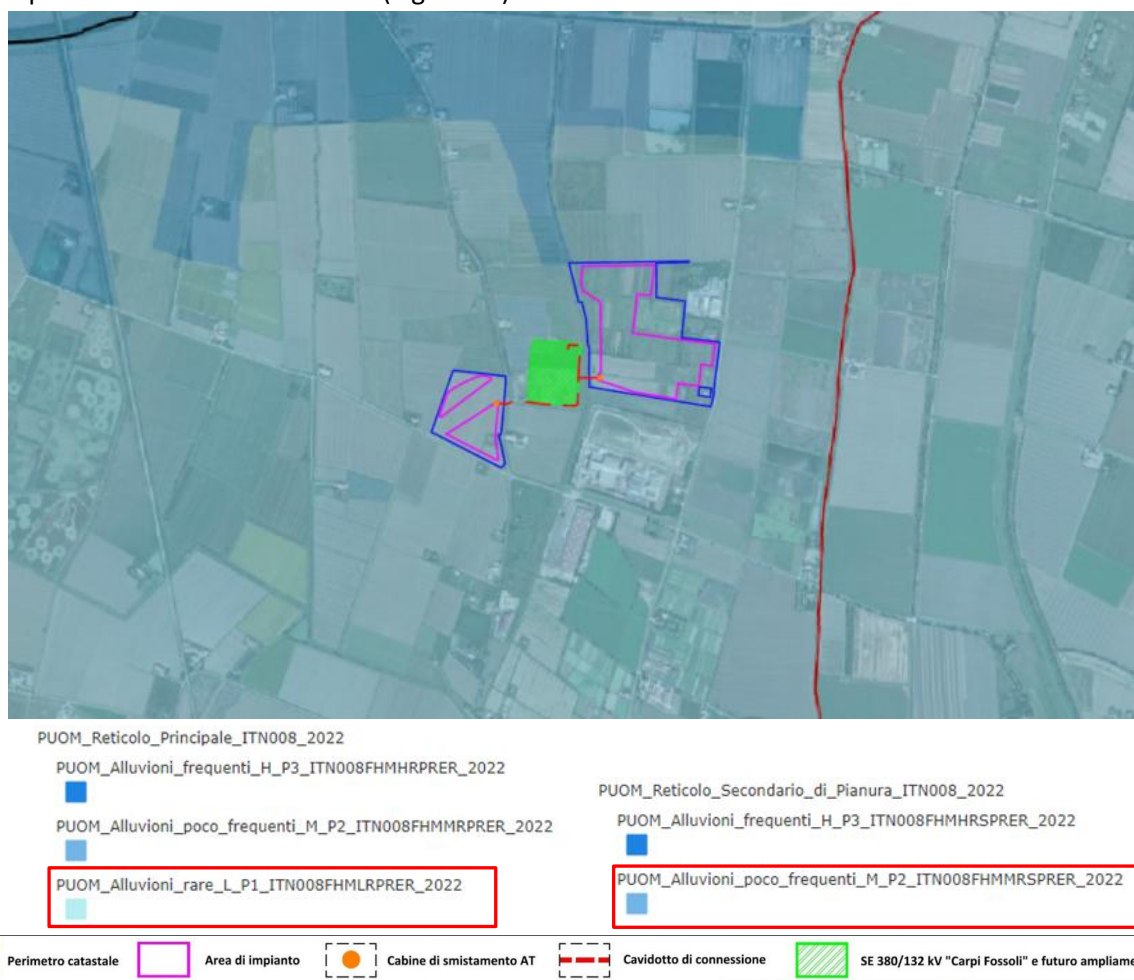 PUOM_Reticolo_Principale_ITN008_2022
PUOM_Alluvioni_frequenti_H_P3_ITN008FHMHRPRER_2022
PUOM_Alluvioni_poco_frequenti_M_P2_ITN008FHMMRPRER_2022
PUOM_Alluvioni_rare_L_P1_ITN008FHMLRPRER_2022
PUOM_Reticolo_Secondario_di_Pianura_ITN008_2022
PUOM_Alluvioni_frequenti_H_P3_ITN008FHMHRSPRER_2022
PUOM_Alluvioni_poco_frequenti_M_P2_ITN008FHMMRSPRER_2022
Perimetro catastale Area di impianto Cabine di smistamento AT Cavidotto di connessione SE 380/132 kV "Carpi Fossoli" e futuro ampliame